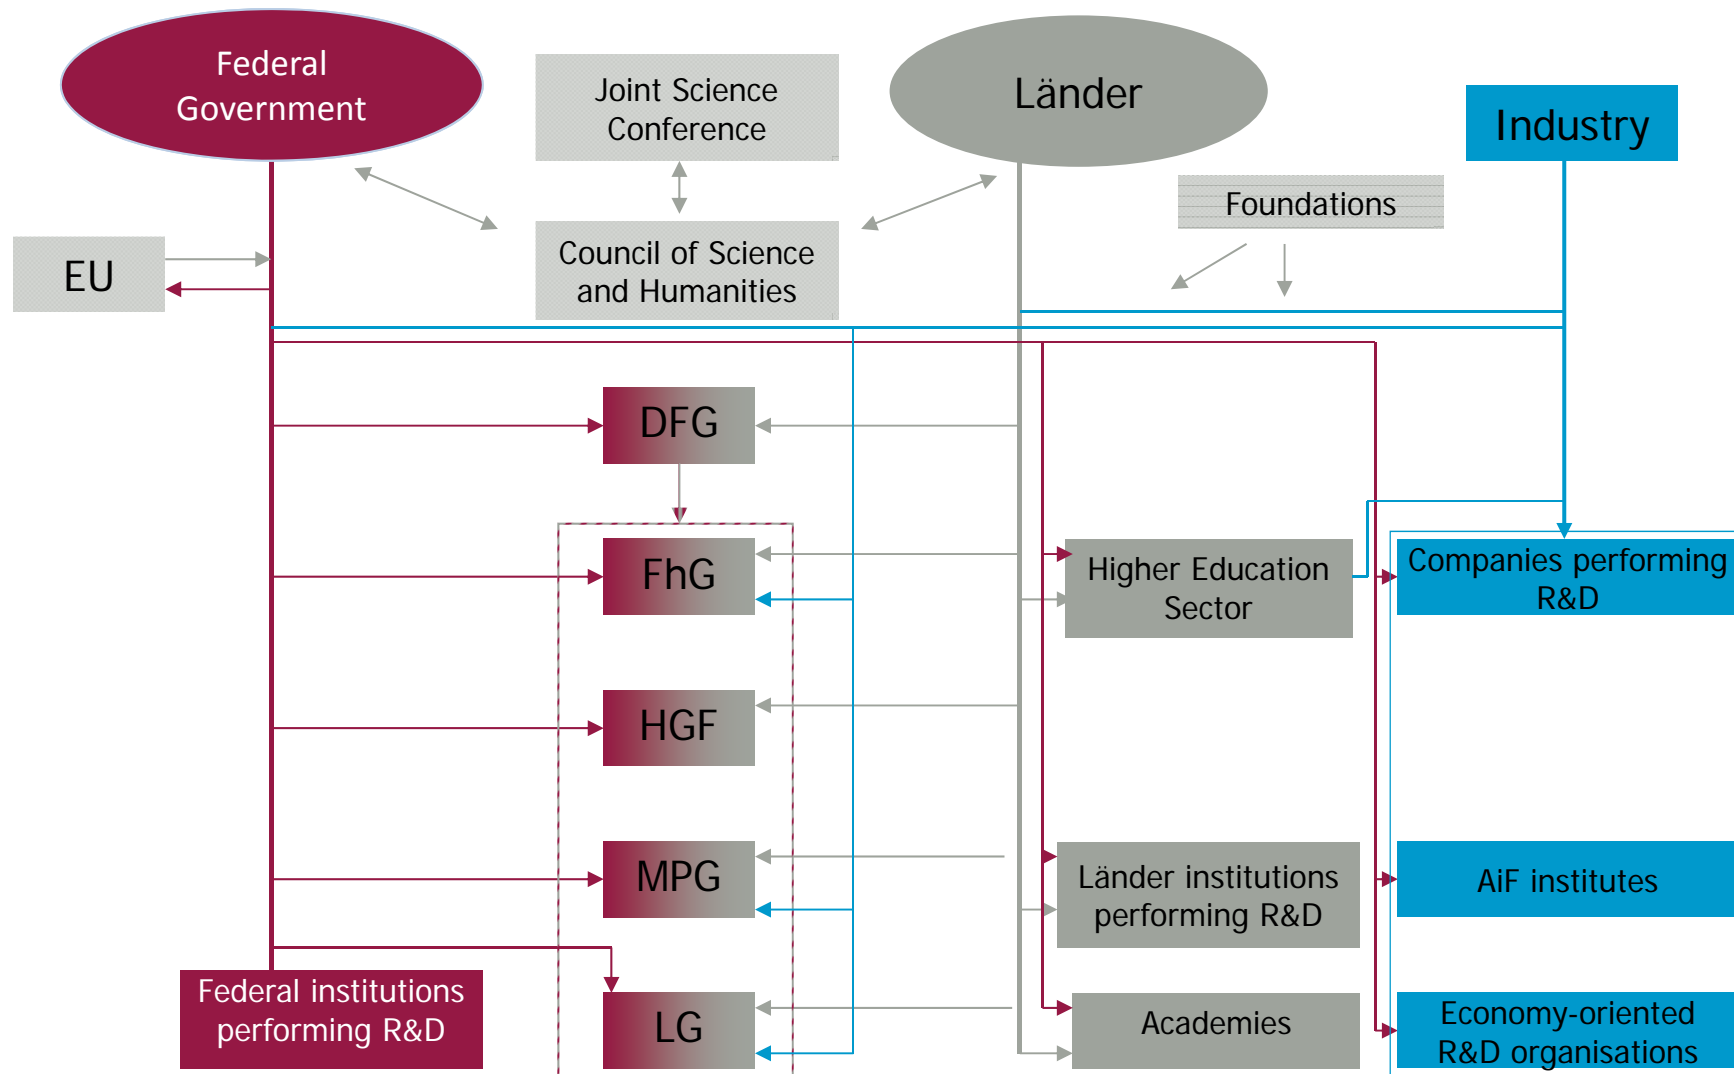 Federal
Government
Joint Science
Conference
Länder
Industry
Foundations
EU
Council of Science
and Humanities
DFG
FhG
Higher Education
Sector
Companies performing
R&D
HGF
MPG
Länder institutions
performing R&D
AiF institutes
Federal institutions
performing R&D
LG
Academies
Economy-oriented
R&D organisations